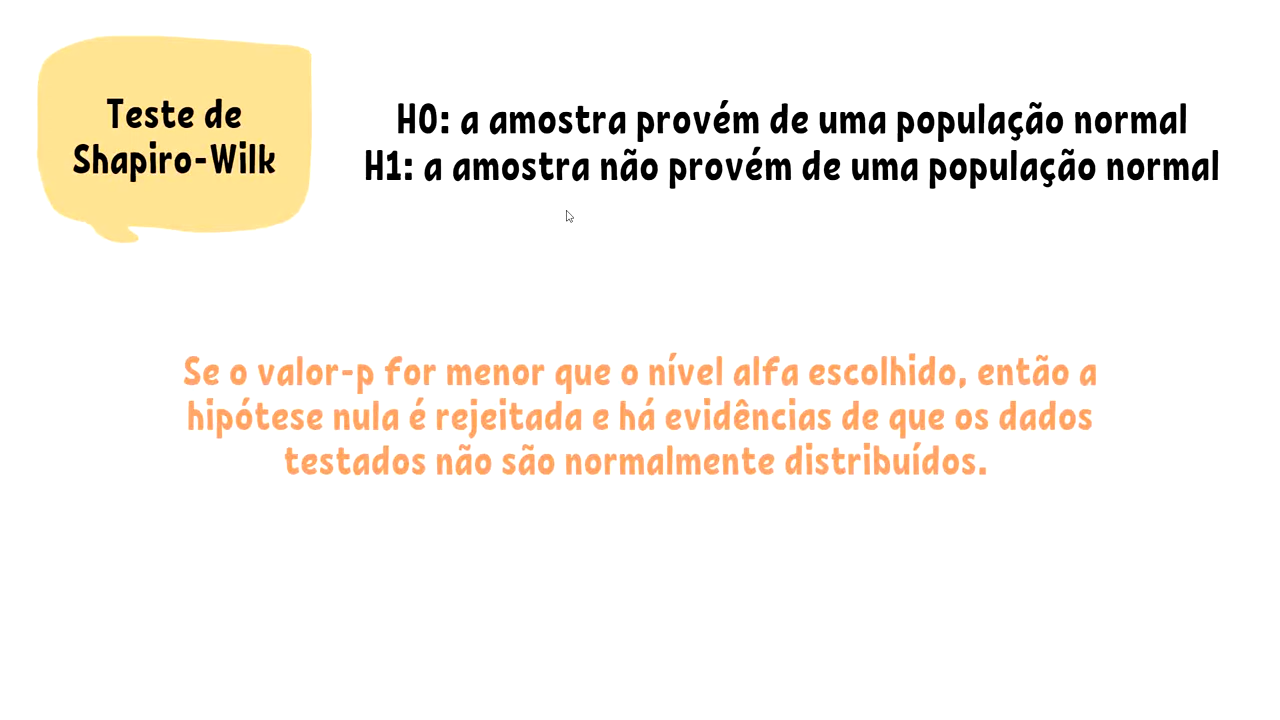 Teste de
Shapiro-Wilk
H0: a amostra provém de uma população normal
H1: a amostra não provém de uma população normal
Se o valor-p for menor que o nível alfa escolhido, então a
hipótese nula é rejeitada e há evidências de que os dados
testados não são normalmente distribuídos.